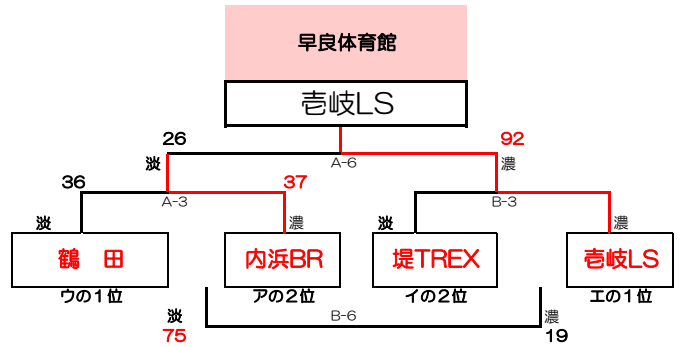 早良体育館
壱岐LS
26 92
淡 A-6 濃
36 37
A-3 B-3
淡 濃 淡 濃
鶴 田 内浜BR 堤TREX 壱岐LS
ウの1位 アの2位 イの2位 エの1位
淡 B-6 濃
75 19